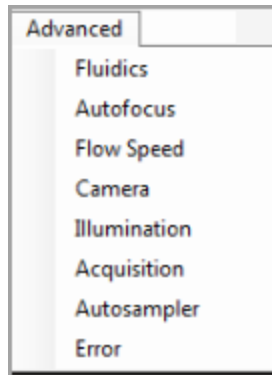 Advanced
Fluidics
Autofocus
Flow Speed
Camera
Illumination
Acquisition
Autosampler
Error